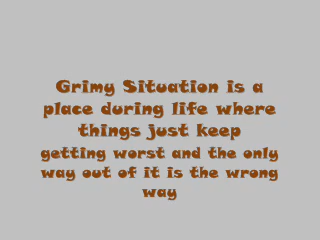 Grimy Situation is a
place during life where
things just keep
getting worst and the only
way out of it is the wrong
way